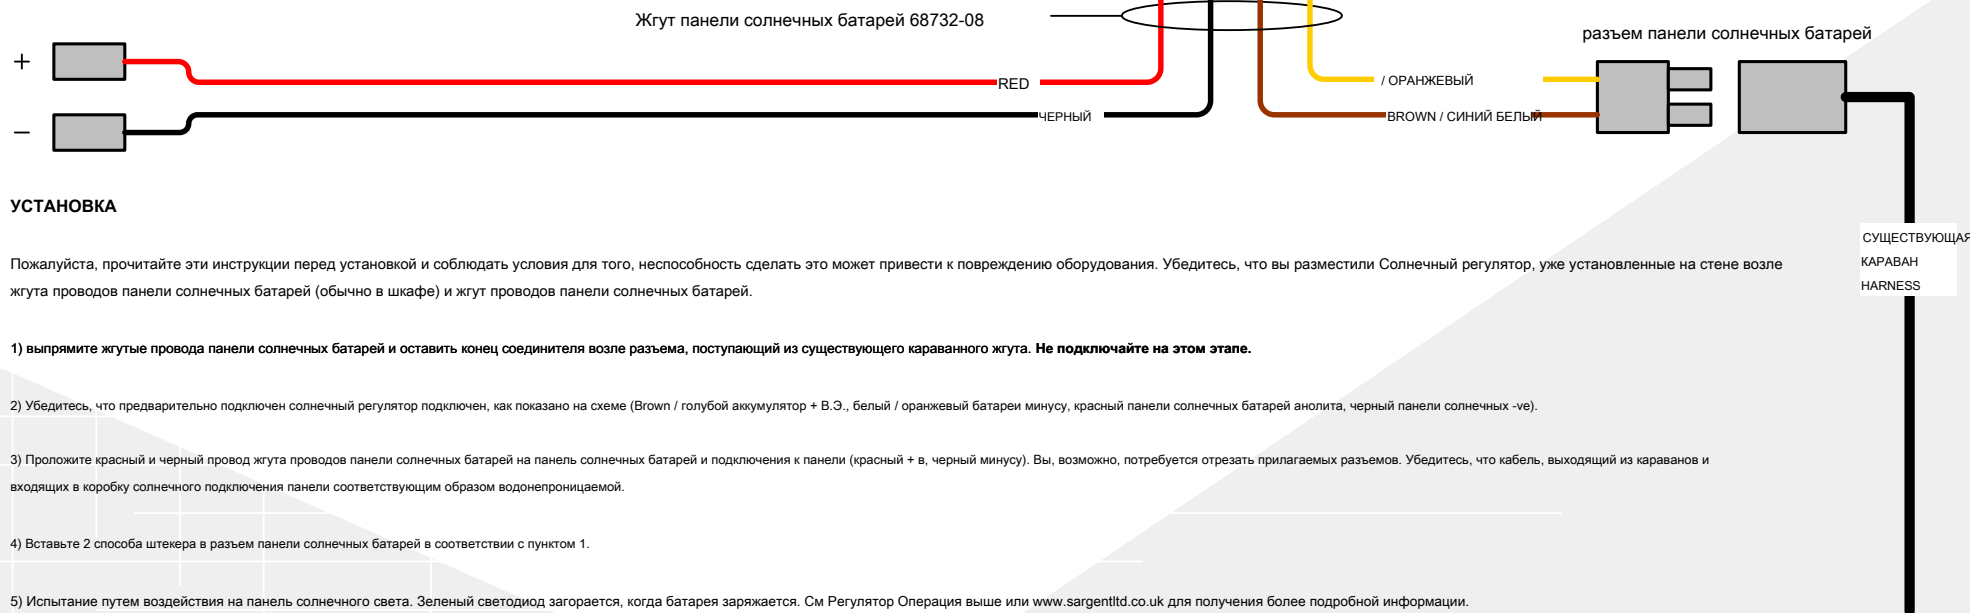 Жгут панели солнечных батарей 68732-08
разъем панели солнечных батарей
+
RED
/ ОРАНЖЕВЫЙ
–
ЧЕРНЫЙ
BROWN / СИНИЙ БЕЛЫЙ
УСТАНОВКА
СУЩЕСТВУЮЩАЯ
КАРАВАН
HARNESS
Пожалуйста, прочитайте эти инструкции перед установкой и соблюдать условия для того, неспособность сделать это может привести к повреждению оборудования. Убедитесь, что вы разместили Солнечный регулятор, уже установленные на стене возле
жгута проводов панели солнечных батарей (обычно в шкафе) и жгут проводов панели солнечных батарей.
1) выпрямите жгутые провода панели солнечных батарей и оставить конец соединителя возле разъема, поступающий из существующего караванного жгута. Не подключайте на этом этапе.
2) Убедитесь, что предварительно подключен солнечный регулятор подключен, как показано на схеме (Brown / голубой аккумулятор + В.Э., белый / оранжевый батареи минусу, красный панели солнечных батарей анолита, черный панели солнечных -ve).
3) Проложите красный и черный провод жгута проводов панели солнечных батарей на панель солнечных батарей и подключения к панели (красный + в, черный минусу). Вы, возможно, потребуется отрезать прилагаемых разъемов. Убедитесь, что кабель, выходящий из караванов и
входящих в коробку солнечного подключения панели соответствующим образом водонепроницаемой.
4) Вставьте 2 способа штекера в разъем панели солнечных батарей в соответствии с пунктом 1.
5) Испытание путем воздействия на панель солнечного света. Зеленый светодиод загорается, когда батарея заряжается. См Регулятор Операция выше или www.sargentltd.co.uk для получения более подробной информации.